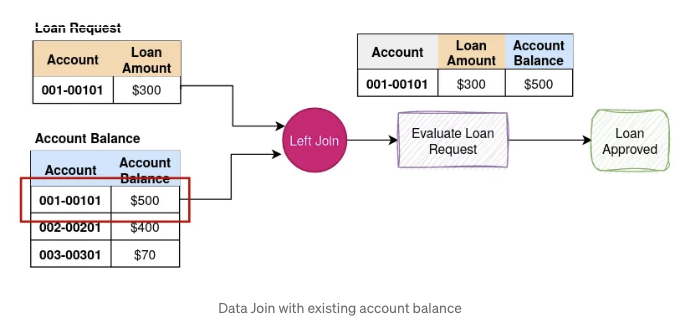 Loan Request
Account Loan Amount
001-00101 $300
Account Balance
Account Account Balance
001-00101 $500
002-00201 $400
003-00301 $70
Left Join
Account Loan Amount Account Balance
001-00101 $300 $500
Evaluate Loan
Request
Loan
Approved
Data Join with existing account balance